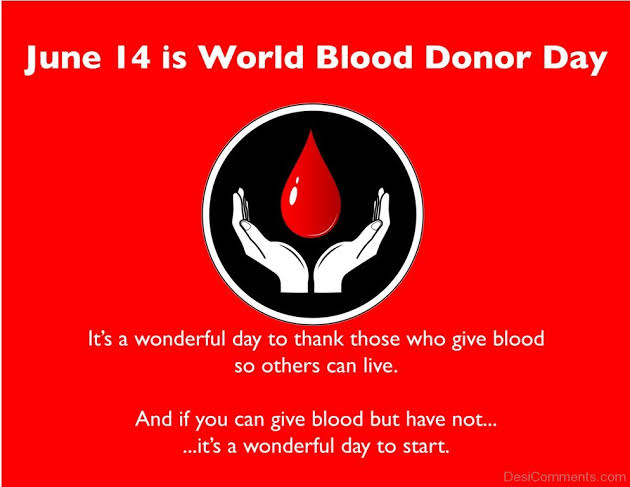 June 14 is World Blood Donor Day
It's a wonderful day to thank those who give blood
so others can live.
And if you can give blood but have not...
...it's a wonderful day to start.
DesiComments.com